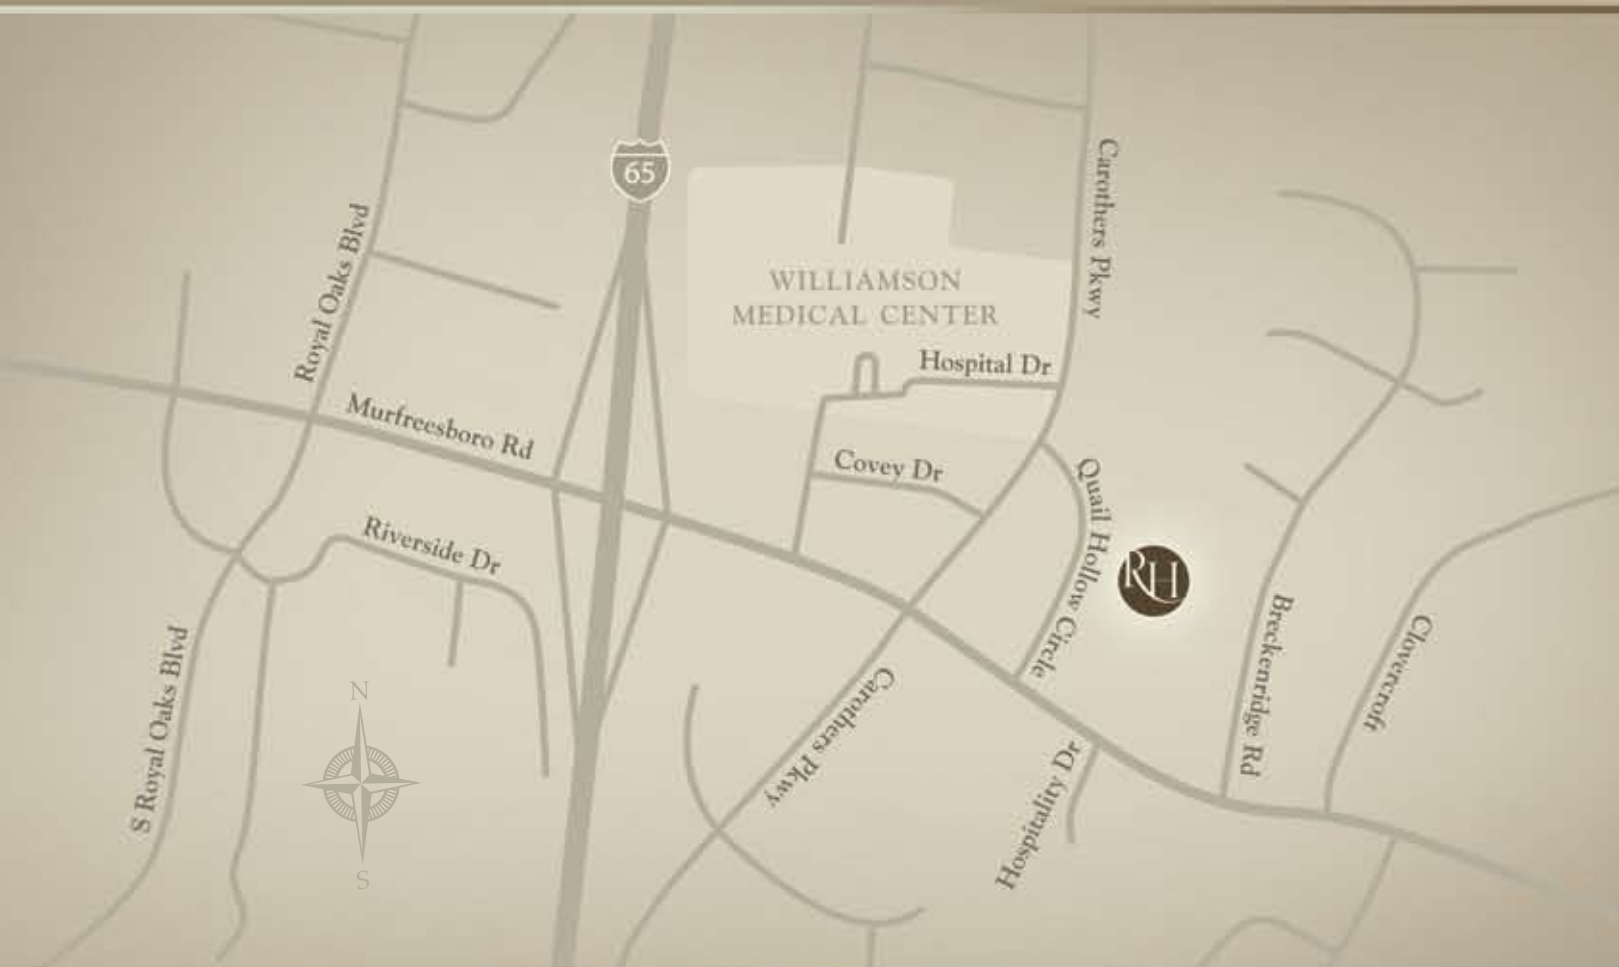 65
Carothers Pkwy
Royal Oaks Blvd
WILLIAMSON
MEDICAL CENTER
Hospital Dr
Murfreesboro Rd
Covey Dr
Quail Hollow Circle
Riverside Dr
RH
Breckenridge Rd
Clovercroft
S Royal Oaks Blvd
N
Carothers Pkwy
Hospitality Dr
S